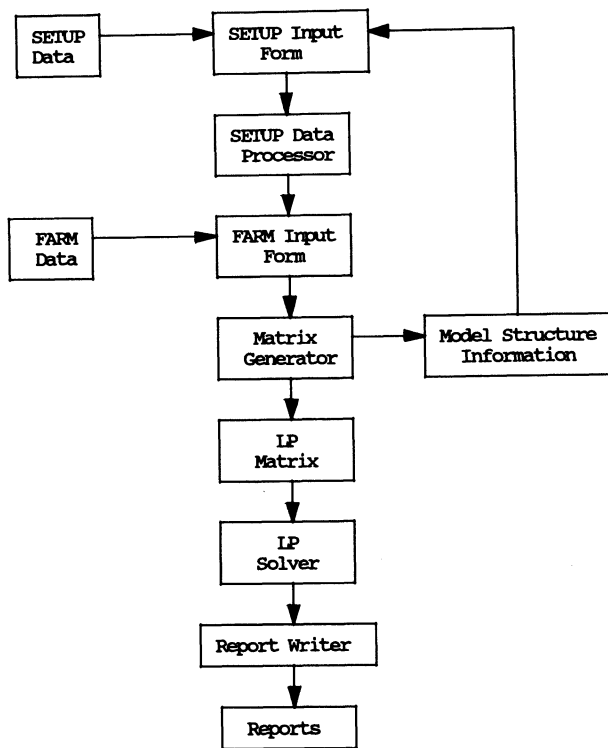 SETUP
Data
SETUP Input
Form
SETUP Data
Processor
FARM
Data
FARM Input
Form
Matrix
Generator
Model Structure
Information
LP
Matrix
LP
Solver
Report Writer
Reports